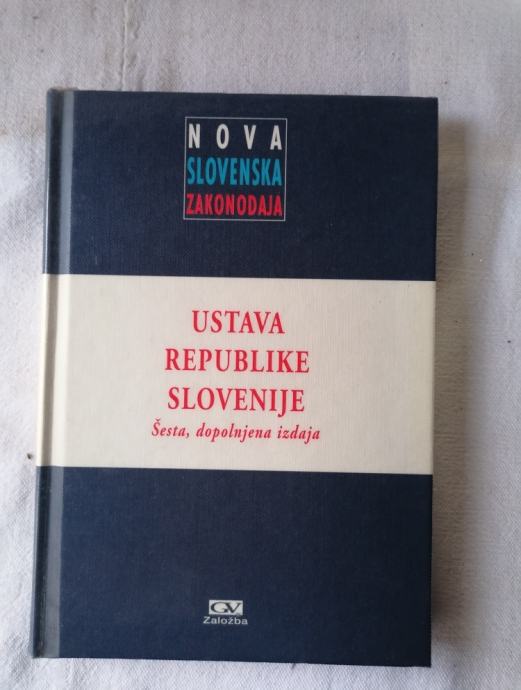 NOVA
SLOVENSKA
ZAKONODAJA
USTAVA
REPUBLIKE
SLOVENIJE
Šesta, dopolnjena izdaja
GV
Založba